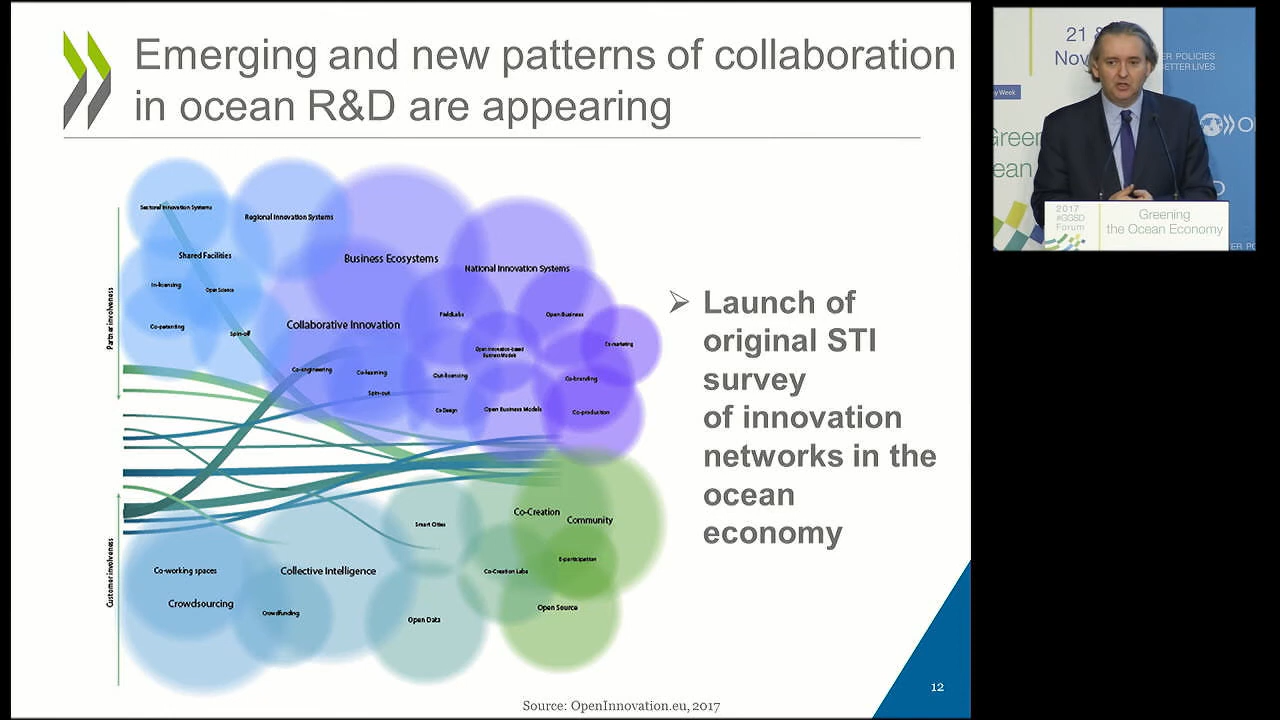 Emerging and new patterns of collaboration
in ocean R&D are appearing
Sectoral Innovation Systems
Regional Innovation Systems
Shared Facilities
Business Ecosystems
National Innovation Systems
In-licensing
Open Science
FieldLabs
Open Business
Co-patenting
Spin-off
Collaborative Innovation
Co-marketing
Open Innovation-based
Business Models
Co-engineering
Co-learning
Out-licensing
Co-branding
Spin-out
Co Design
Open Business Models
Co-production
Partner involvement
Smart Cities
Co-Creation
Community
E-participation
Co-working spaces
Collective Intelligence
Co-Creation Labs
Crowdsourcing
Crowdfunding
Open Data
Open Source
Customer involvement
➢ Launch of
original STI
survey
of innovation
networks in the
ocean
economy
12
Source: OpenInnovation.eu, 2017
21 &
Nov
ER POLICIES
ETTER LIVES
y Week
Green
ean
O
D
2017
#GGSD
Forum
Greening
the Ocean Economy
ER PO